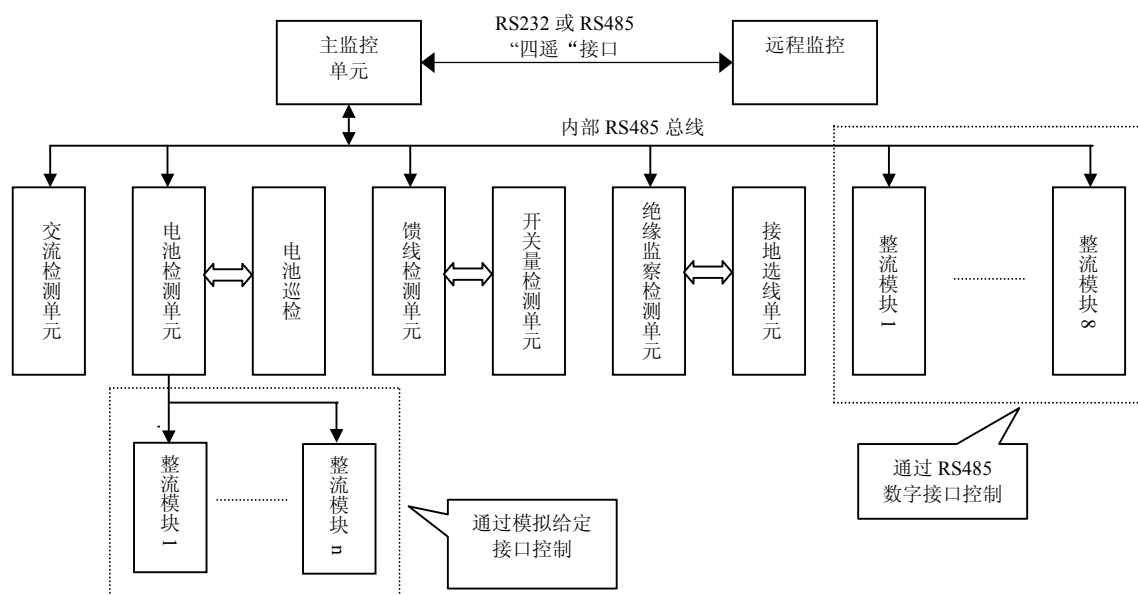 RS232 或 RS485
“四遥“接口
主监控
单元
远程监控
内部 RS485 总线
交流检测单元
电池检测单元
电池巡检
馈线检测单元
开关量检测单元
绝缘监察检测单元
接地选线单元
整流模块 1
整流模块 8
整流模块 1
整流模块 n
通过模拟给定
接口控制
通过 RS485
数字接口控制